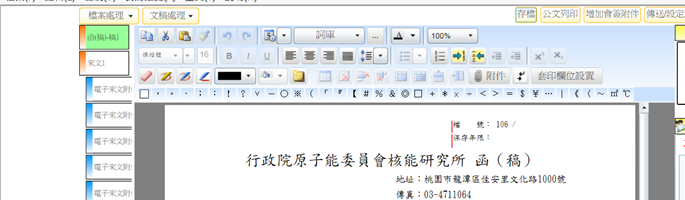 檔案處理 文稿處理 存檔 公文列印 增加會簽附件 傳送/設定
函(稿)-稿1
詞庫 ... 100%
來文1
標楷體 16 B I U
附件 套印欄位設置
電子來文附
□ , 。 、 ; : ! ? ˇ － ○ ※ ( 「 『 【 # % & ◎ 囗 + * × ÷ < > = $ ¥ … | 《 〈 ～ ㎡ ℃
電子來文附
檔 號： 106 /
保存年限：
電子來文附
行政院原子能委員會核能研究所 函（稿）
電子來文附
地址：桃園市龍潭區佳安里文化路1000號
電子來文附
傳真：03-4711064